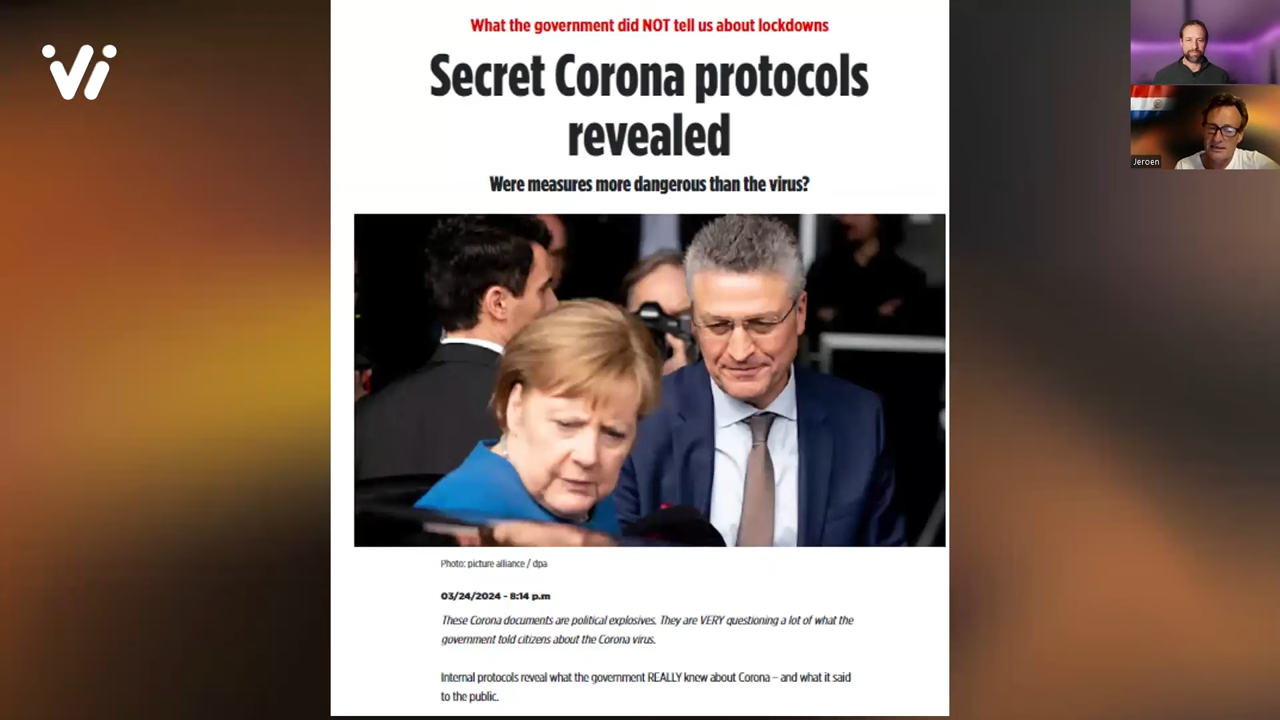 What the government did NOT tell us about lockdowns
Secret Corona protocols
revealed
Were measures more dangerous than the virus?
Jeroen
Photo: picture alliance / dpa
03/24/2024 - 8:14 p.m
These Corona documents are political explosives. They are VERY questioning a lot of what the
government told citizens about the Corona virus.
Internal protocols reveal what the government REALLY knew about Corona – and what it said
to the public.